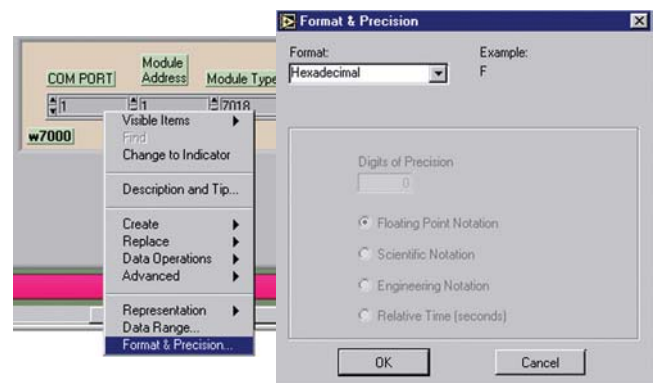 COM PORT
Module
Address
Module Type
1
1
7018
w7000
Visible Items
Find
Change to Indicator
Description and Tip...
Create
Replace
Data Operations
Advanced
Representation
Data Range...
Format & Precision...
Format & Precision
Format:
Hexadecimal
Example:
F
Digits of Precision
0
Floating Point Notation
Scientific Notation
Engineering Notation
Relative Time (seconds)
OK
Cancel